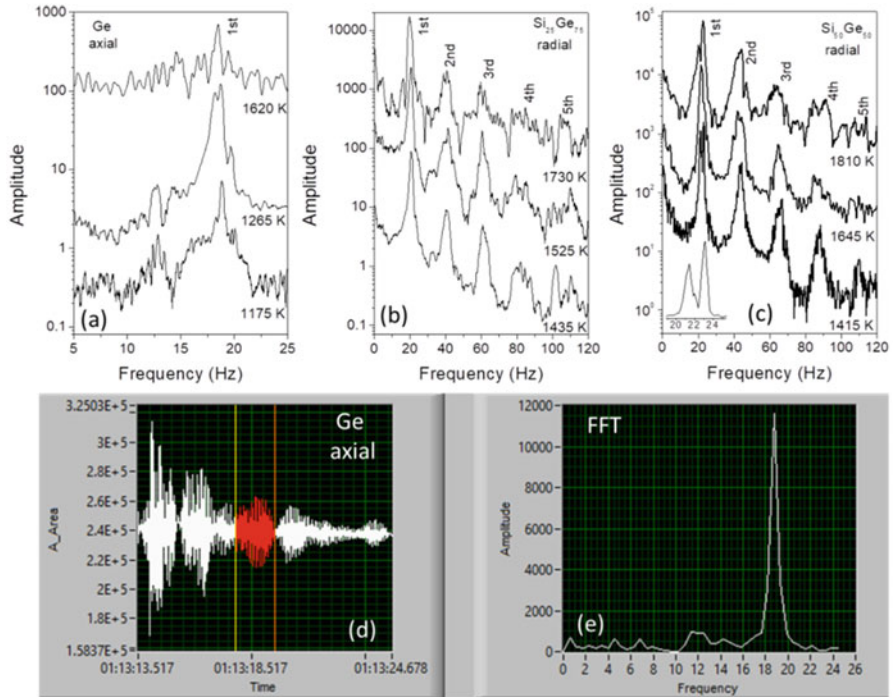 Ge
axial
1st
1620 K
1265 K
1175 K
(a)
1000
100
10
1
0.1
Amplitude
5 10 15 20 25
Frequency (Hz)
Si25Ge75
radial
1st
2nd
3rd
4th
5th
1730 K
1525 K
1435 K
(b)
10000
1000
100
10
1
0.1
Amplitude
0 20 40 60 80 100 120
Frequency (Hz)
Si50Ge50
radial
1st
2nd
3rd
4th
5th
1810 K
1645 K
1415 K
20 22 24
(c)
10⁵
10⁴
10³
10²
10¹
10⁰
Amplitude
0 20 40 60 80 100 120
Frequency (Hz)
Ge
axial
(d)
3.2503E+5
3E+5
2.8E+5
2.6E+5
2.4E+5
2.2E+5
2E+5
1.8E+5
1.5837E+5
A_Area
01:13:13.517 01:13:18.517 01:13:24.678
Time
FFT
(e)
12000
10000
8000
6000
4000
2000
0
Amplitude
0 2 4 6 8 10 12 14 16 18 20 22 24 26
Frequency